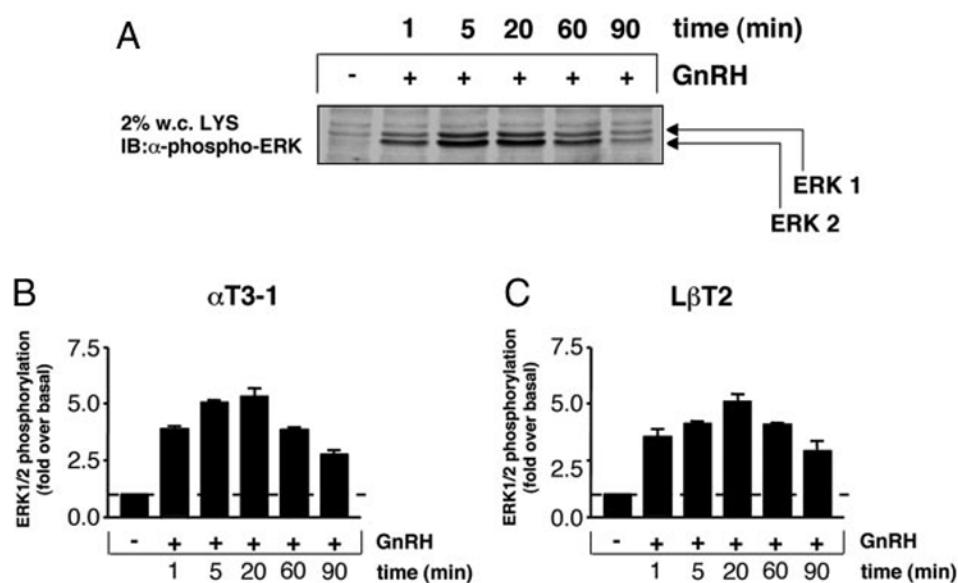 A
1 5 20 60 90 time (min)
- + + + + + GnRH
2% w.c. LYS
IB:α-phospho-ERK
ERK 1
ERK 2
B
αT3-1
ERK1/2 phosphorylation
(fold over basal)
7.5
5.0
2.5
0.0
- + + + + + GnRH
1 5 20 60 90 time (min)
C
LβT2
ERK1/2 phosphorylation
(fold over basal)
7.5
5.0
2.5
0.0
- + + + + + GnRH
1 5 20 60 90 time (min)